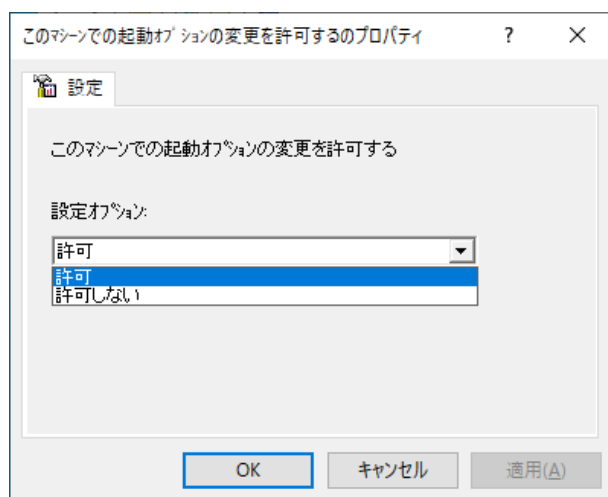 このマシーンでの起動オプションの変更を許可するのプロパティ ? ×
設定
このマシーンでの起動オプションの変更を許可する
設定オプション:
許可
許可
許可しない
OK キャンセル 適用(A)